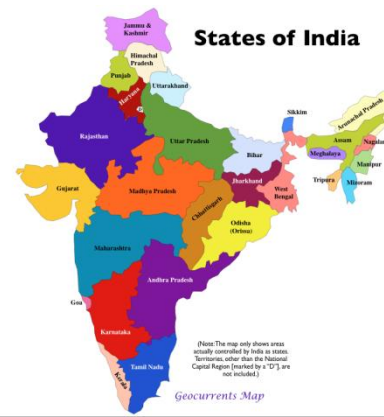 States of India
Jammu &
Kashmir
Himachal
Pradesh
Punjab
Uttarakhand
Haryana
Rajasthan
Uttar Pradesh
Bihar
Sikkim
Arunachal Pradesh
Assam
Nagaland
Meghalaya
Manipur
Tripura
Mizoram
Gujarat
Madhya Pradesh
Jharkhand
West
Bengal
Chhattisgarh
Odisha
(Orissa)
Maharashtra
Andhra Pradesh
Goa
Karnataka
Tamil Nadu
Kerala
(Note: The map only shows areas
actually controlled by India as states.
Territories, other than the National
Capital Region [marked by a "D"], are
not included.)
Geocurrents Map